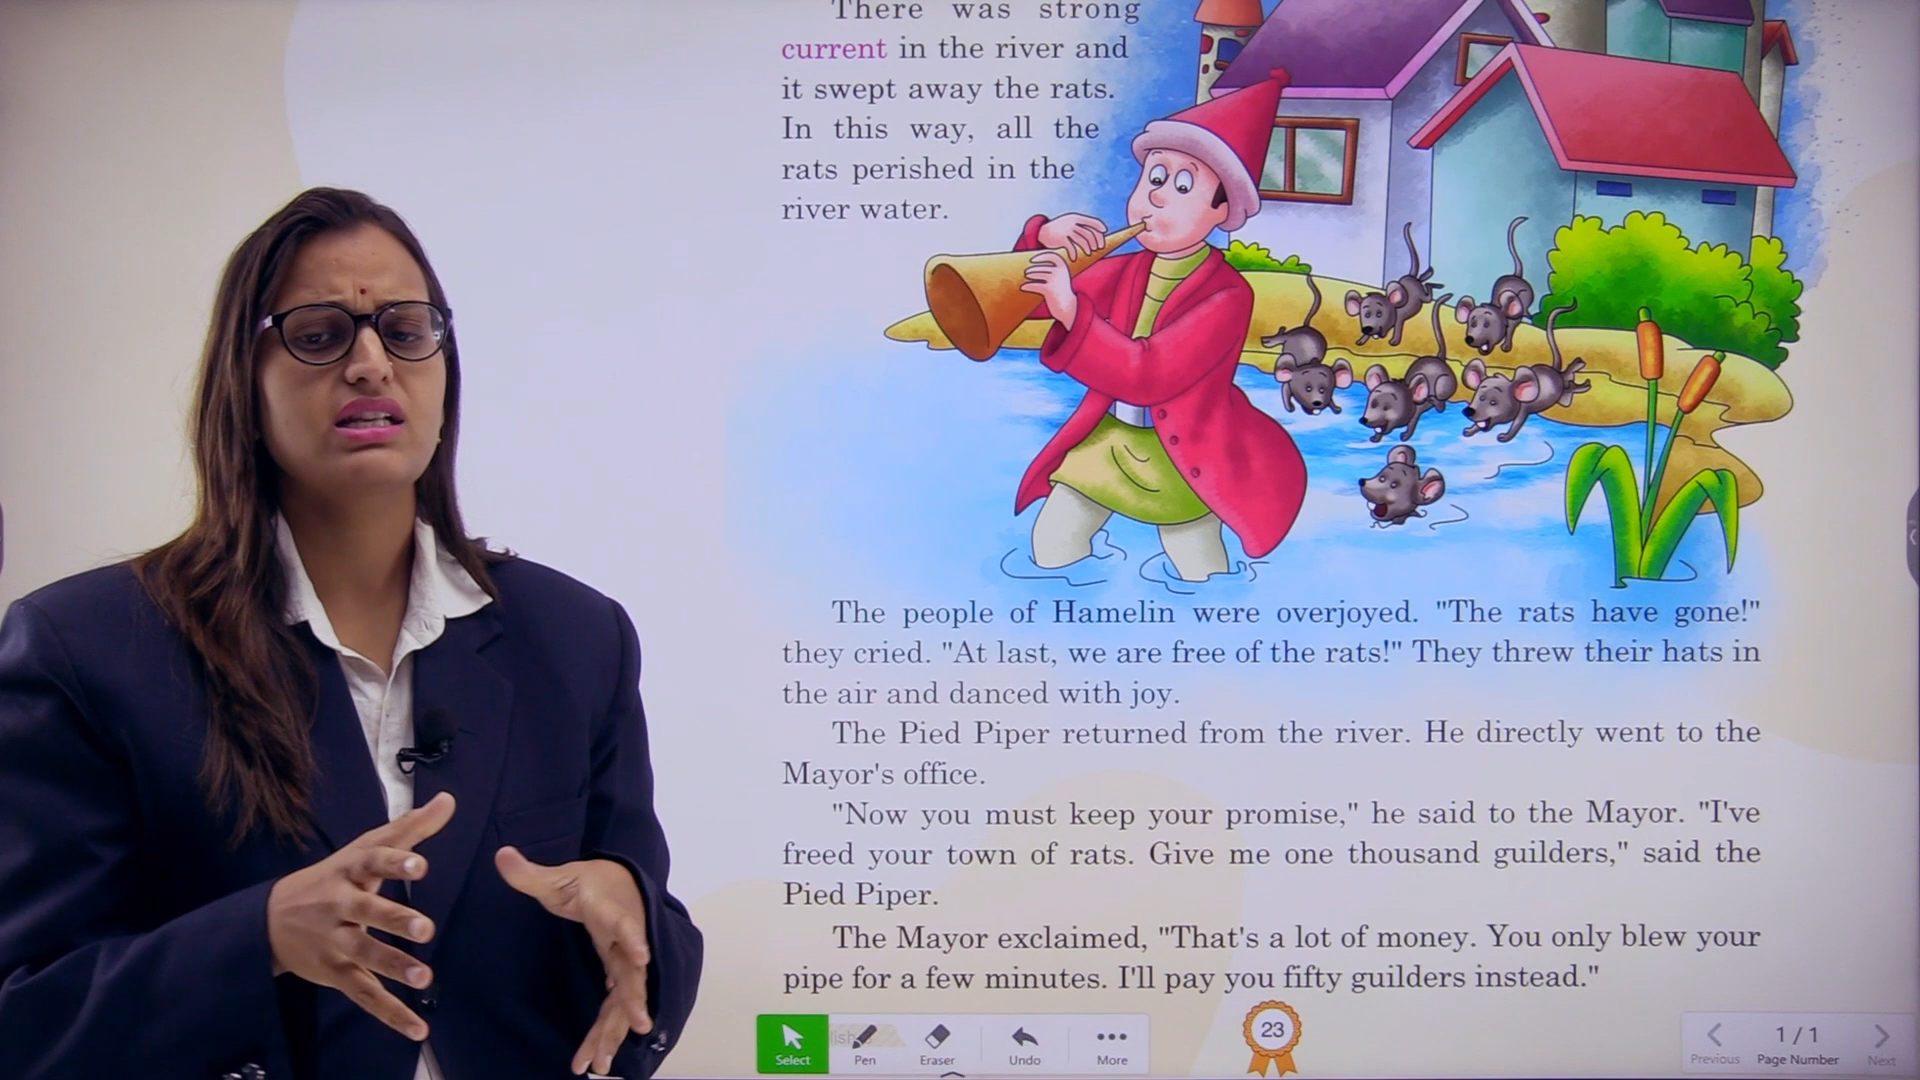 There was strong
current in the river and
it swept away the rats.
In this way, all the
rats perished in the
river water.
The people of Hamelin were overjoyed. "The rats have gone!"
they cried. "At last, we are free of the rats!" They threw their hats in
the air and danced with joy.
The Pied Piper returned from the river. He directly went to the
Mayor's office.
"Now you must keep your promise," he said to the Mayor. "I've
freed your town of rats. Give me one thousand guilders," said the
Pied Piper.
The Mayor exclaimed, "That's a lot of money. You only blew your
pipe for a few minutes. I'll pay you fifty guilders instead."
Select
Pen
Eraser
Undo
More
23
Previous
1 / 1
Page Number
Next